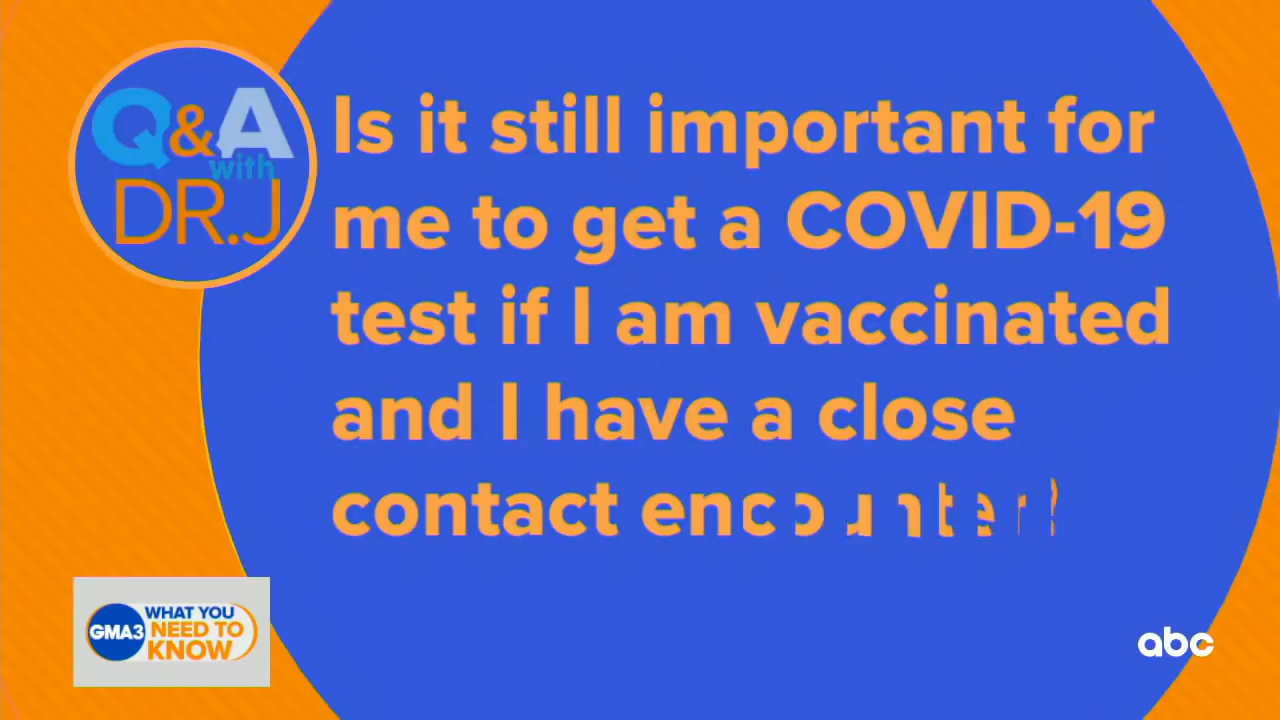 Q&A
with
DR.J
Is it still important for
me to get a COVID-19
test if I am vaccinated
and I have a close
contact encounter?
GMA3
WHAT YOU
NEED TO
KNOW
abc